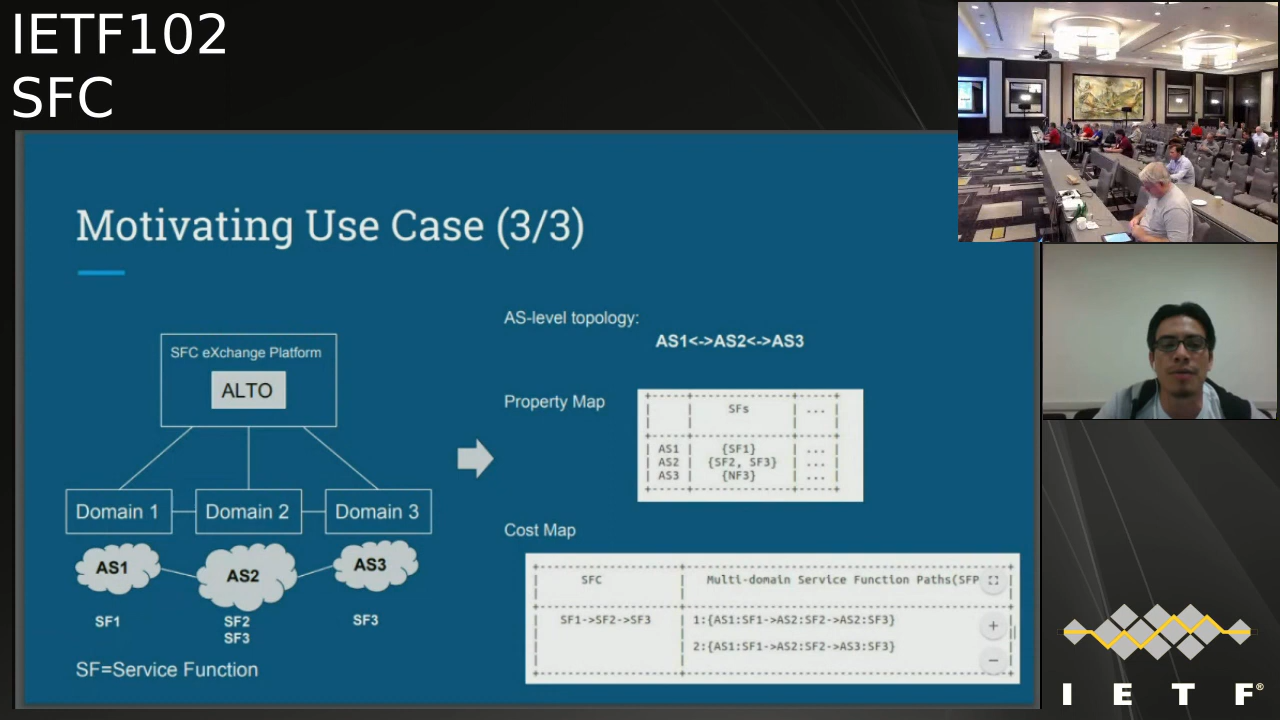 IETF102
SFC
Motivating Use Case (3/3)
SFC eXchange Platform
ALTO
Domain 1
Domain 2
Domain 3
AS1
AS2
AS3
SF1
SF2
SF3
SF3
SF=Service Function
AS-level topology:
AS1<->AS2<->AS3
Property Map
SFs ...
AS1 {SF1} ...
AS2 {SF2, SF3} ...
AS3 {NF3} ...
Cost Map
SFC Multi-domain Service Function Paths(SFP
SF1->SF2->SF3 1:{AS1:SF1->AS2:SF2->AS2:SF3}
2:{AS1:SF1->AS2:SF2->AS3:SF3}
I E T F®